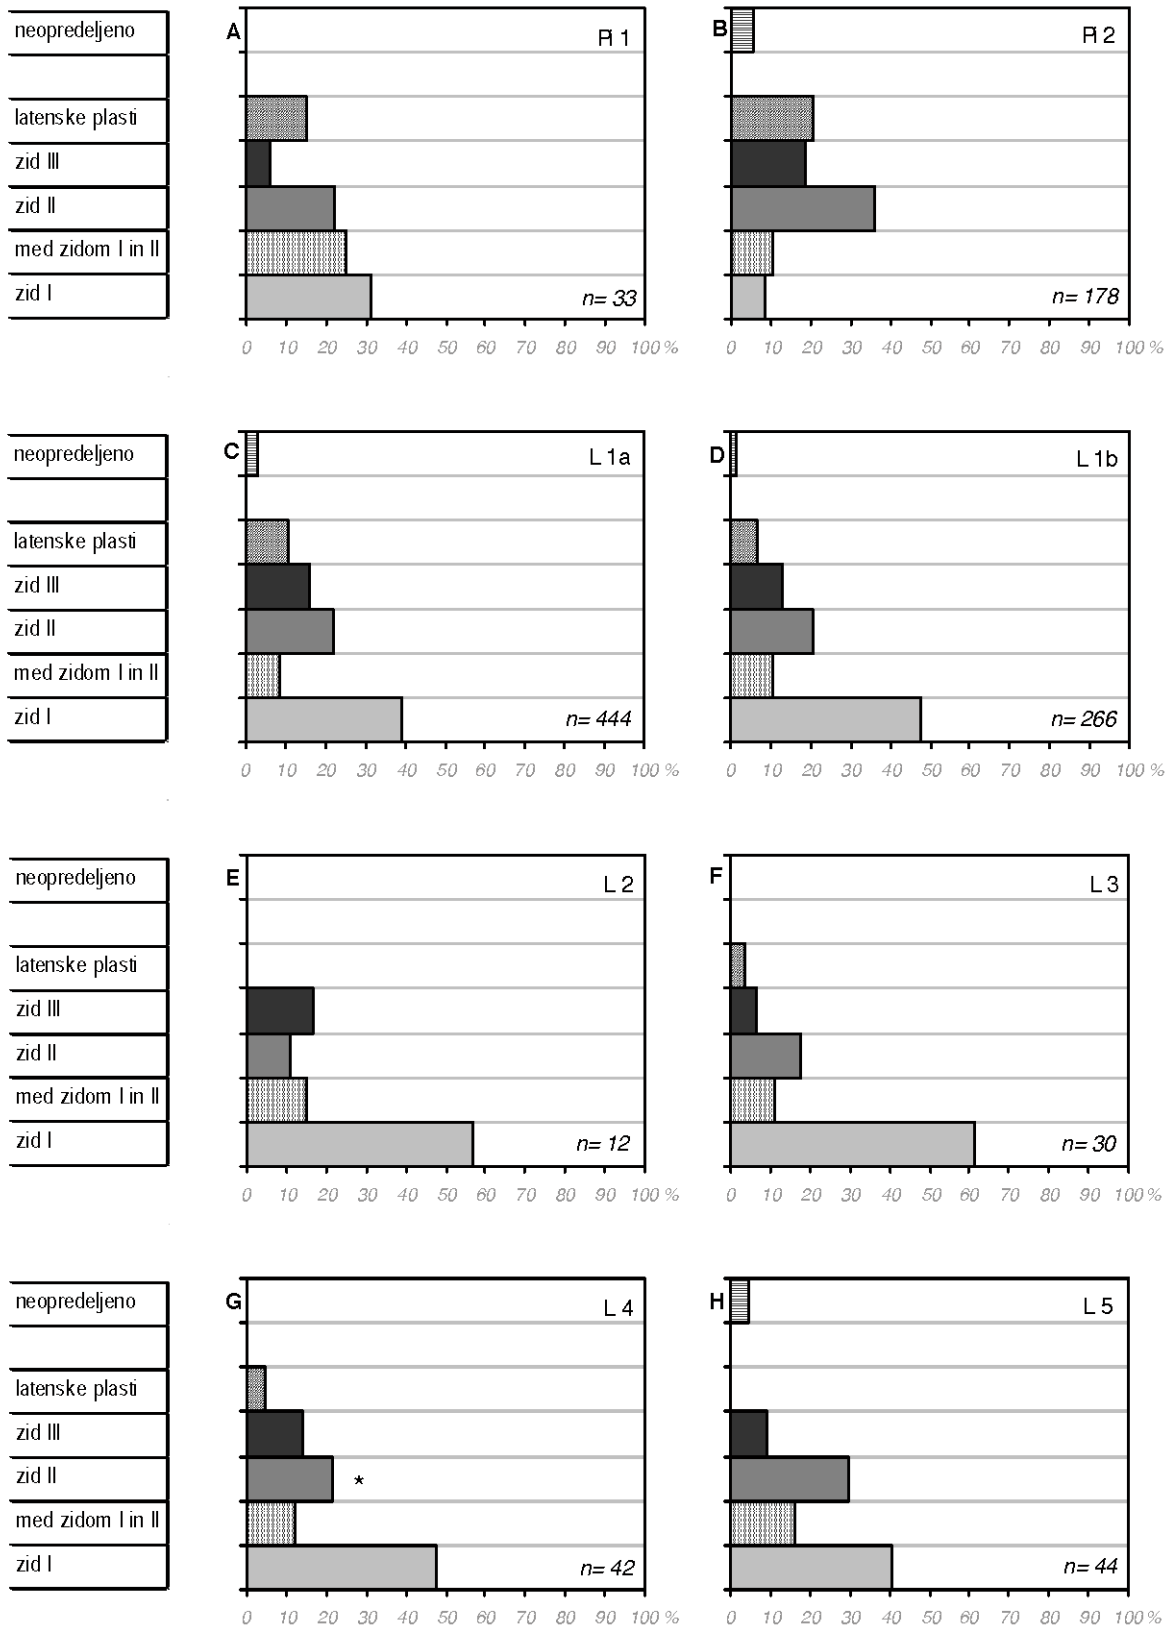 neopredeljeno
latenske plasti
zid III
zid II
med zidom I in II
zid I
A
Pi 1
n= 33
0 10 20 30 40 50 60 70 80 90 100 %
B
Pi 2
n= 178
0 10 20 30 40 50 60 70 80 90 100 %
neopredeljeno
latenske plasti
zid III
zid II
med zidom I in II
zid I
C
L 1a
n= 444
0 10 20 30 40 50 60 70 80 90 100 %
D
L 1b
n= 266
0 10 20 30 40 50 60 70 80 90 100 %
neopredeljeno
latenske plasti
zid III
zid II
med zidom I in II
zid I
E
L 2
n= 12
0 10 20 30 40 50 60 70 80 90 100 %
F
L 3
n= 30
0 10 20 30 40 50 60 70 80 90 100 %
neopredeljeno
latenske plasti
zid III
zid II
med zidom I in II
zid I
G
L 4
*
n= 42
0 10 20 30 40 50 60 70 80 90 100 %
H
L 5
n= 44
0 10 20 30 40 50 60 70 80 90 100 %